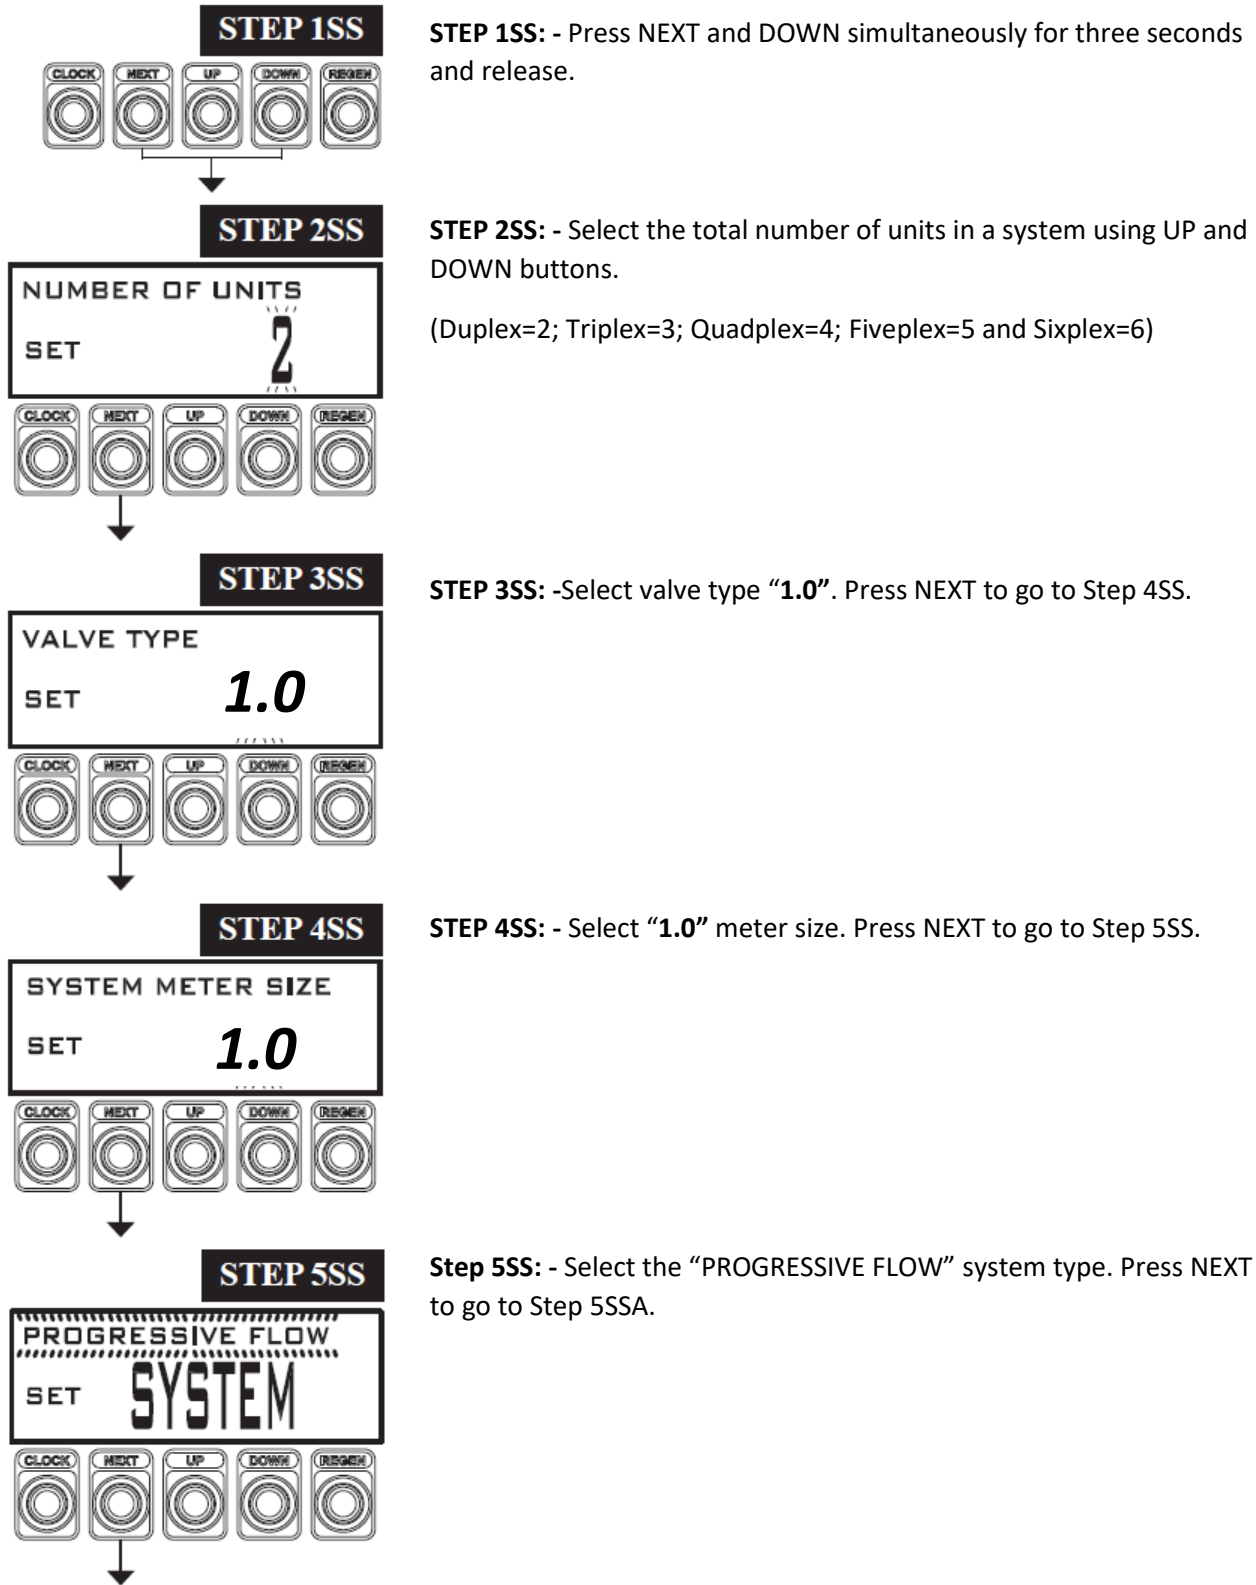 STEP 1SS
STEP 1SS: - Press NEXT and DOWN simultaneously for three seconds
and release.
CLOCK NEXT UP DOWN REGEN
STEP 2SS
STEP 2SS: - Select the total number of units in a system using UP and
DOWN buttons.
(Duplex=2; Triplex=3; Quadplex=4; Fiveplex=5 and Sixplex=6)
NUMBER OF UNITS
SET 2
CLOCK NEXT UP DOWN REGEN
STEP 3SS
STEP 3SS: -Select valve type “1.0”. Press NEXT to go to Step 4SS.
VALVE TYPE
SET 1.0
CLOCK NEXT UP DOWN REGEN
STEP 4SS
STEP 4SS: - Select “1.0” meter size. Press NEXT to go to Step 5SS.
SYSTEM METER SIZE
SET 1.0
CLOCK NEXT UP DOWN REGEN
STEP 5SS
Step 5SS: - Select the “PROGRESSIVE FLOW” system type. Press NEXT
to go to Step 5SSA.
PROGRESSIVE FLOW
SET SYSTEM
CLOCK NEXT UP DOWN REGEN